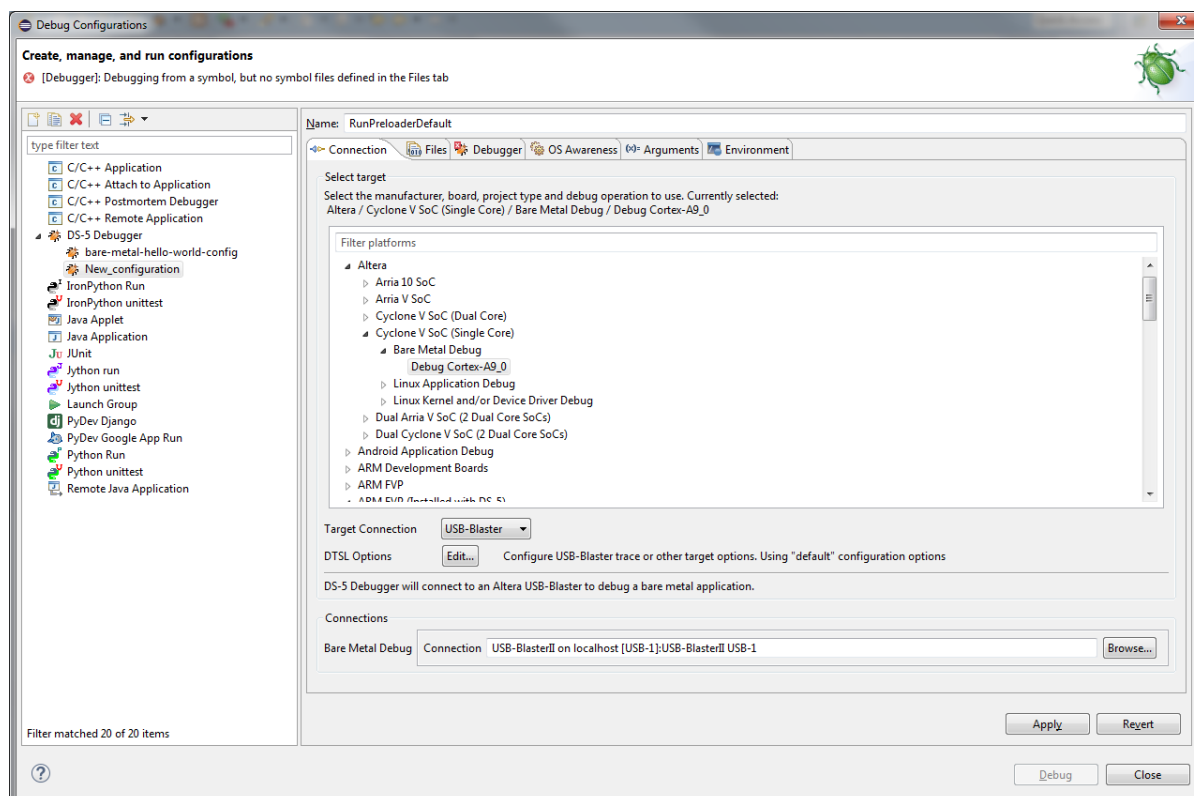 Debug Configurations
Create, manage, and run configurations
[Debugger]: Debugging from a symbol, but no symbol files defined in the Files tab
type filter text
C/C++ Application
C/C++ Attach to Application
C/C++ Postmortem Debugger
C/C++ Remote Application
DS-5 Debugger
bare-metal-hello-world-config
New_configuration
IronPython Run
IronPython unittest
Java Applet
Java Application
JUnit
Jython run
Jython unittest
Launch Group
PyDev Django
PyDev Google App Run
Python Run
Python unittest
Remote Java Application
Filter matched 20 of 20 items
Name: RunPreloaderDefault
Connection Files Debugger OS Awareness Arguments Environment
Select target
Select the manufacturer, board, project type and debug operation to use. Currently selected:
Altera / Cyclone V SoC (Single Core) / Bare Metal Debug / Debug Cortex-A9_0
Filter platforms
Altera
Arria 10 SoC
Arria V SoC
Cyclone V SoC (Dual Core)
Cyclone V SoC (Single Core)
Bare Metal Debug
Debug Cortex-A9_0
Linux Application Debug
Linux Kernel and/or Device Driver Debug
Dual Arria V SoC (2 Dual Core SoCs)
Dual Cyclone V SoC (2 Dual Core SoCs)
Android Application Debug
ARM Development Boards
ARM FVP
ARM FVP (Installed with DS-5)
Target Connection USB-Blaster
DTSL Options Edit... Configure USB-Blaster trace or other target options. Using "default" configuration options
DS-5 Debugger will connect to an Altera USB-Blaster to debug a bare metal application.
Connections
Bare Metal Debug Connection USB-BlasterII on localhost [USB-1]:USB-BlasterII USB-1 Browse...
Apply Revert
Debug Close